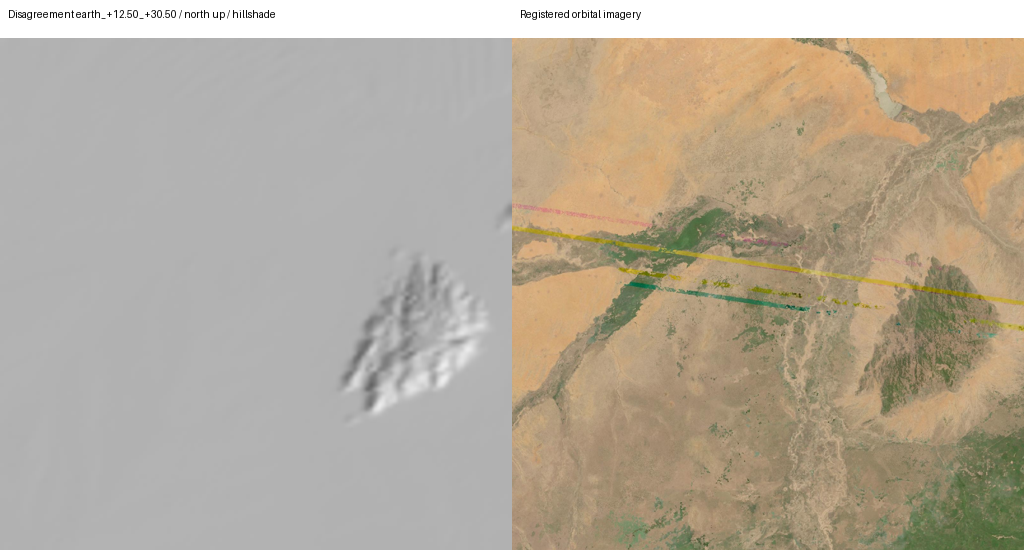 Disagreement earth_+12.50_+30.50 / north up / hillshade
Registered orbital imagery